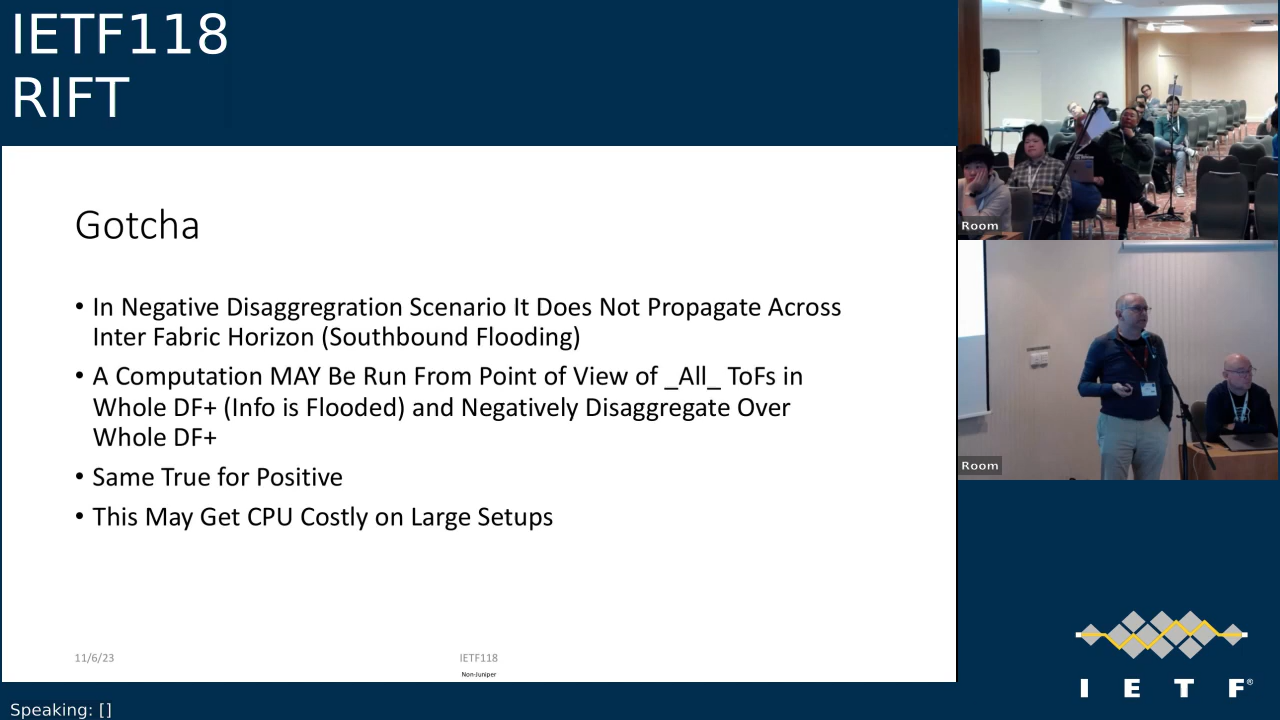 IETF118
RIFT
Gotcha
• In Negative Disaggregration Scenario It Does Not Propagate Across
Inter Fabric Horizon (Southbound Flooding)
• A Computation MAY Be Run From Point of View of _All_ ToFs in
Whole DF+ (Info is Flooded) and Negatively Disaggregate Over
Whole DF+
• Same True for Positive
• This May Get CPU Costly on Large Setups
11/6/23
IETF118
Non-Juniper
Room
Room
I E T F®
Speaking: []